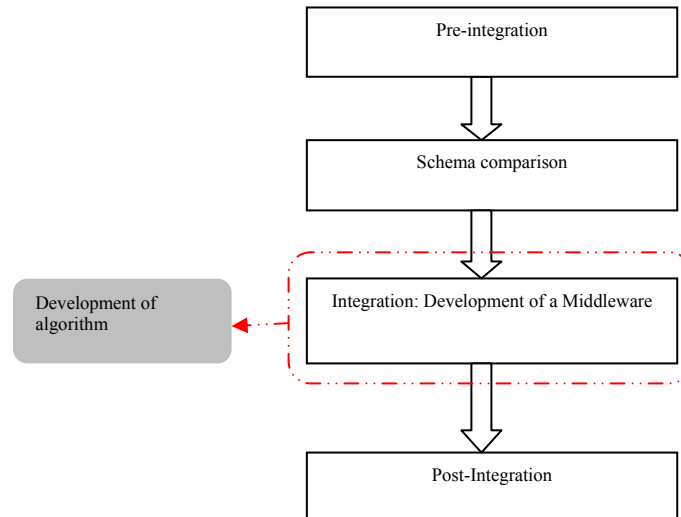 Pre-integration
Schema comparison
Integration: Development of a Middleware
Development of
algorithm
Post-Integration